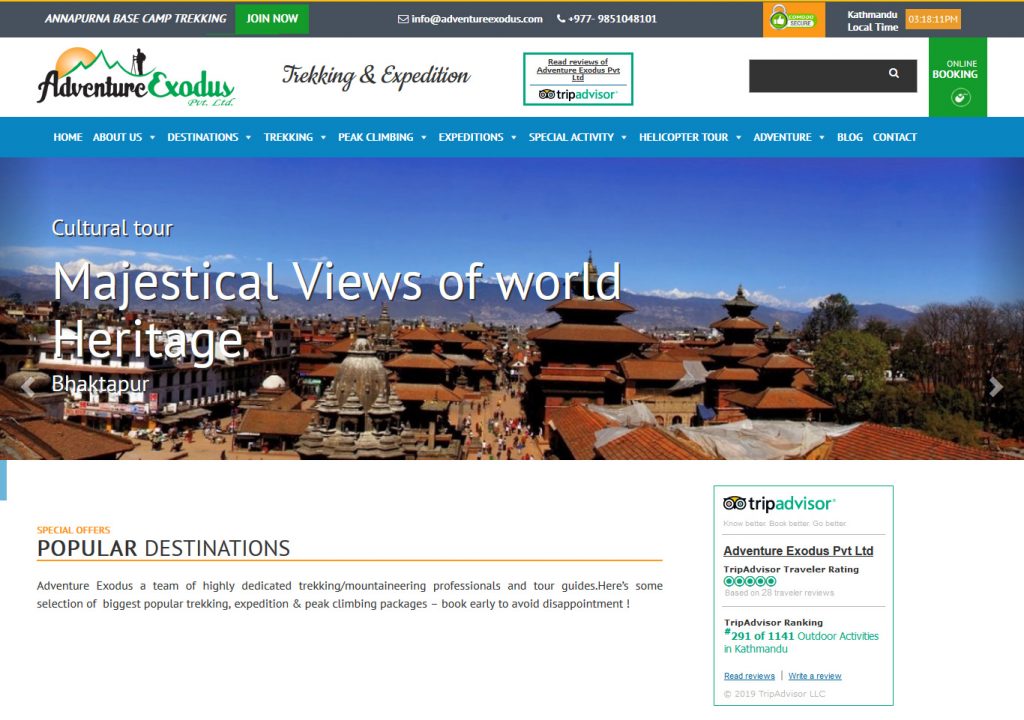 ANNAPURNA BASE CAMP TREKKING
JOIN NOW
info@adventureexodus.com
+977- 9851048101
COMODO
SECURE
Kathmandu
Local Time
03:18:11PM
Adventure Exodus
Pvt. Ltd.
Trekking & Expedition
Read reviews of
Adventure Exodus Pvt
Ltd
tripadvisor®
ONLINE
BOOKING
HOME ABOUT US DESTINATIONS TREKKING PEAK CLIMBING EXPEDITIONS SPECIAL ACTIVITY HELICOPTER TOUR ADVENTURE BLOG CONTACT
Cultural tour
Majestical Views of world
Heritage
Bhaktapur
SPECIAL OFFERS
POPULAR DESTINATIONS
Adventure Exodus a team of highly dedicated trekking/mountaineering professionals and tour guides.Here’s some
selection of biggest popular trekking, expedition & peak climbing packages – book early to avoid disappointment !
tripadvisor®
Know better. Book better. Go better.
Adventure Exodus Pvt Ltd
TripAdvisor Traveler Rating
Based on 28 traveler reviews
TripAdvisor Ranking
#291 of 1141 Outdoor Activities
in Kathmandu
Read reviews | Write a review
© 2019 TripAdvisor LLC